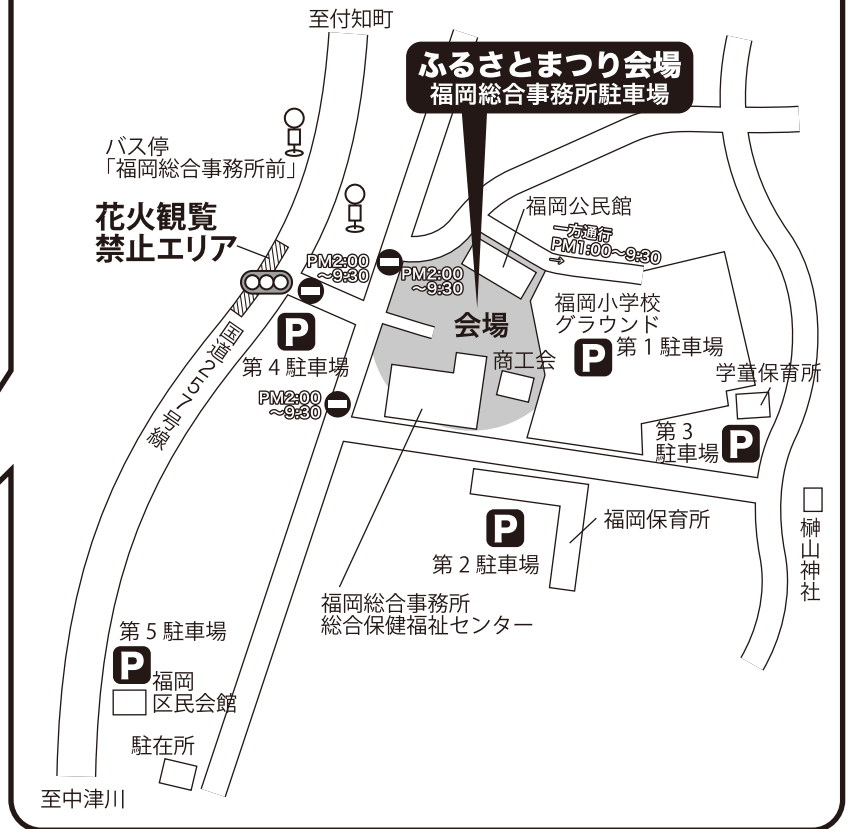 至付知町
ふるさとまつり会場
福岡総合事務所駐車場
バス停
「福岡総合事務所前」
花火観覧
禁止エリア
福岡公民館
一方通行
PM1:00〜9:30
PM2:00
〜9:30
PM2:00
〜9:30
会場
福岡小学校
グラウンド
P 第1駐車場
P
第4駐車場
商工会
学童保育所
国道257号線
PM2:00
〜9:30
第3
駐車場 P
P
第2駐車場
福岡保育所
榊山神社
福岡総合事務所
総合保健福祉センター
第5駐車場
P
福岡
区民会館
駐在所
至中津川